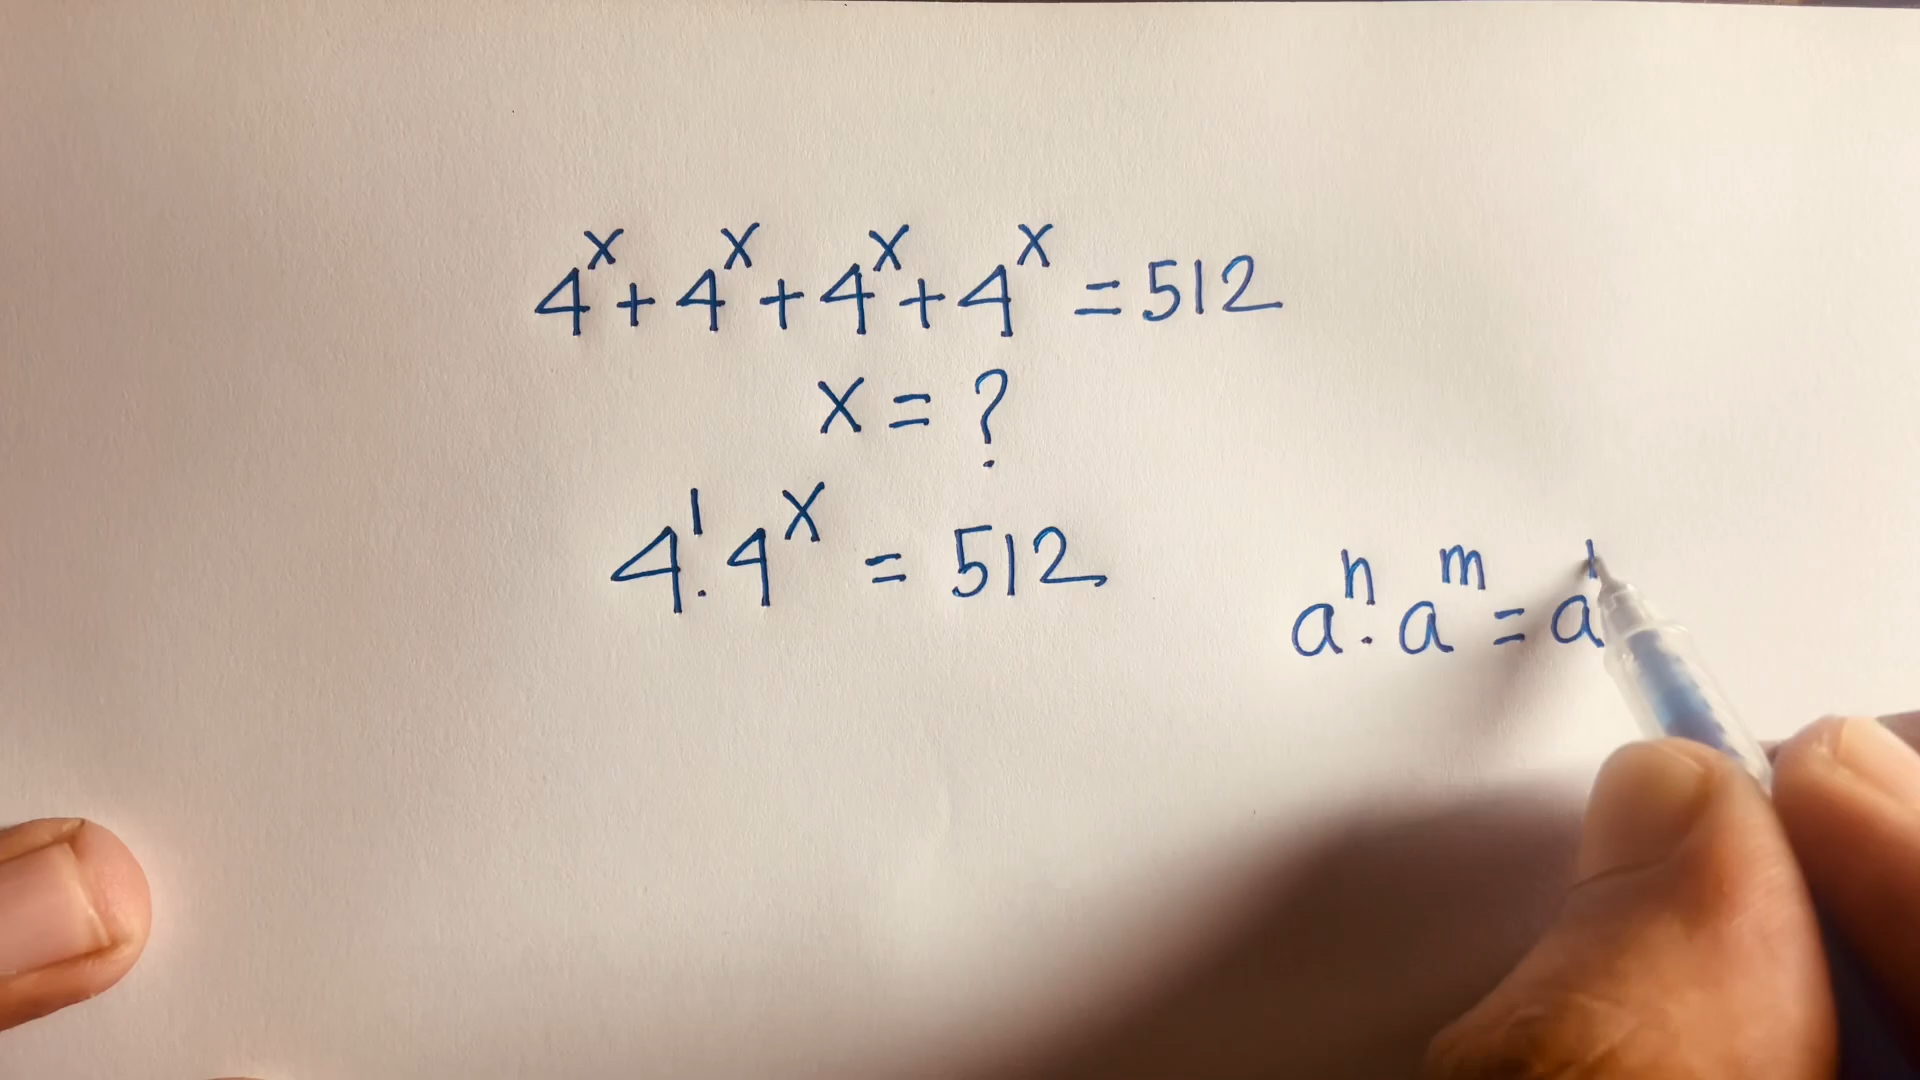 4^x + 4^x + 4^x + 4^x = 512
x = ?
4^1 . 4^x = 512
a^n . a^m = a